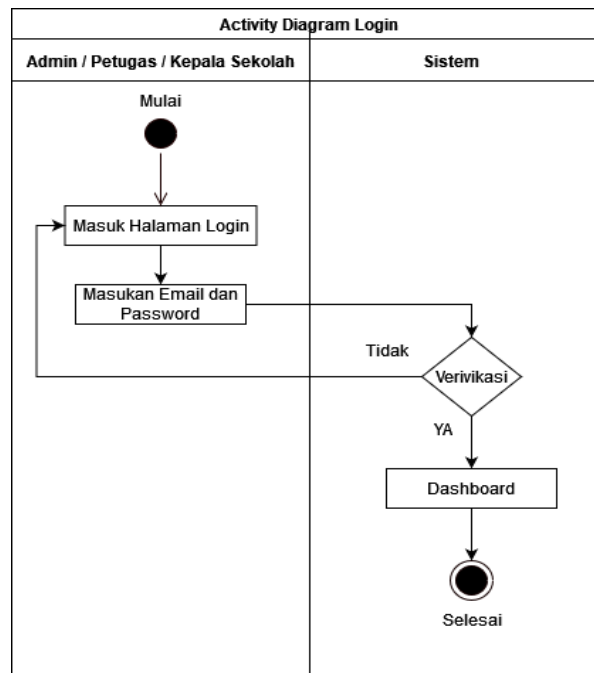 Activity Diagram Login
Admin / Petugas / Kepala Sekolah
Sistem
Mulai
Masuk Halaman Login
Masukan Email dan
Password
Tidak
Verivikasi
YA
Dashboard
Selesai